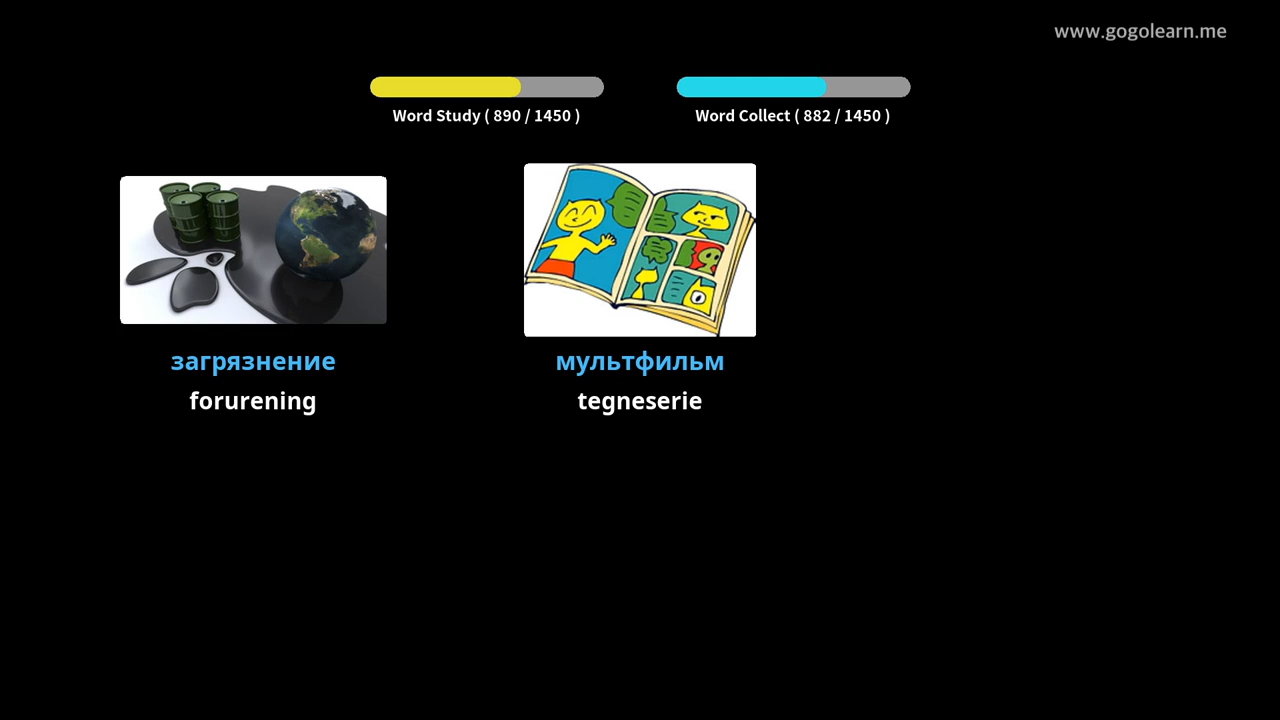 www.gogolearn.me
Word Study ( 890 / 1450 )
Word Collect ( 882 / 1450 )
загрязнение
мультфильм
forurening
tegneserie